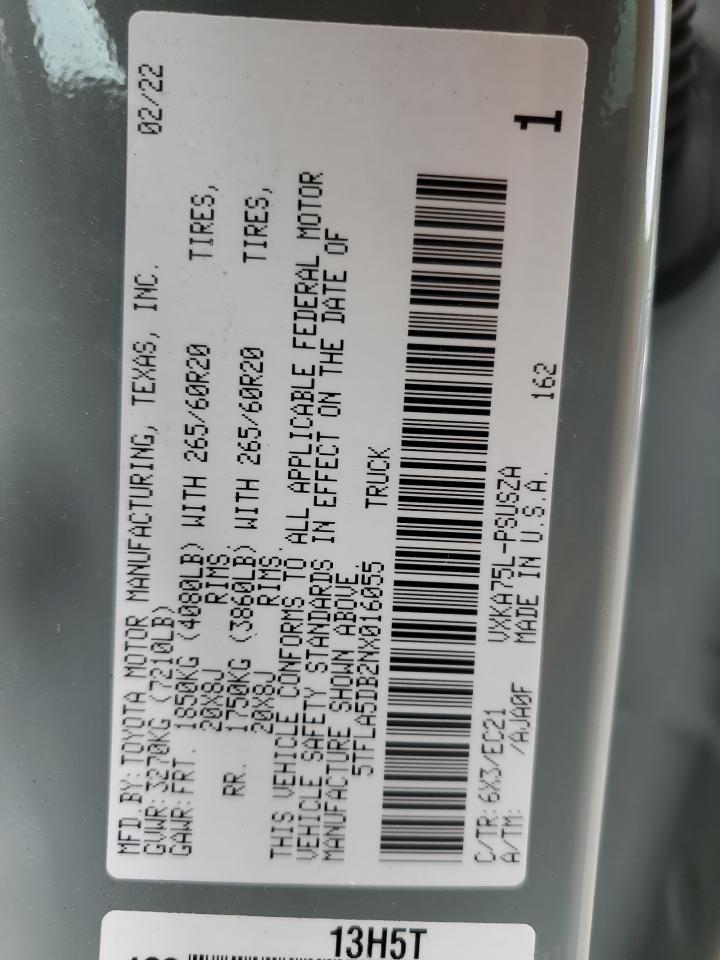 MFD.BY:TOYOTA MOTOR MANUFACTURING, TEXAS, INC. 02/22
GVWR:3270KG (7210LB)
GAWR:FRT. 1850KG (4080LB) WITH 265/60R20 TIRES,
20X8J RIMS
RR. 1750KG (3860LB) WITH 265/60R20 TIRES,
20X8J RIMS.
THIS VEHICLE CONFORMS TO ALL APPLICABLE FEDERAL MOTOR
VEHICLE SAFETY STANDARDS IN EFFECT ON THE DATE OF
MANUFACTURE SHOWN ABOVE.
5TFLA5DB2NX016055 TRUCK
1
C/TR:6X3/EC21 VXKA75L-PSUSZA 162
A/TM: /AJA0F MADE IN U.S.A.
13H5T